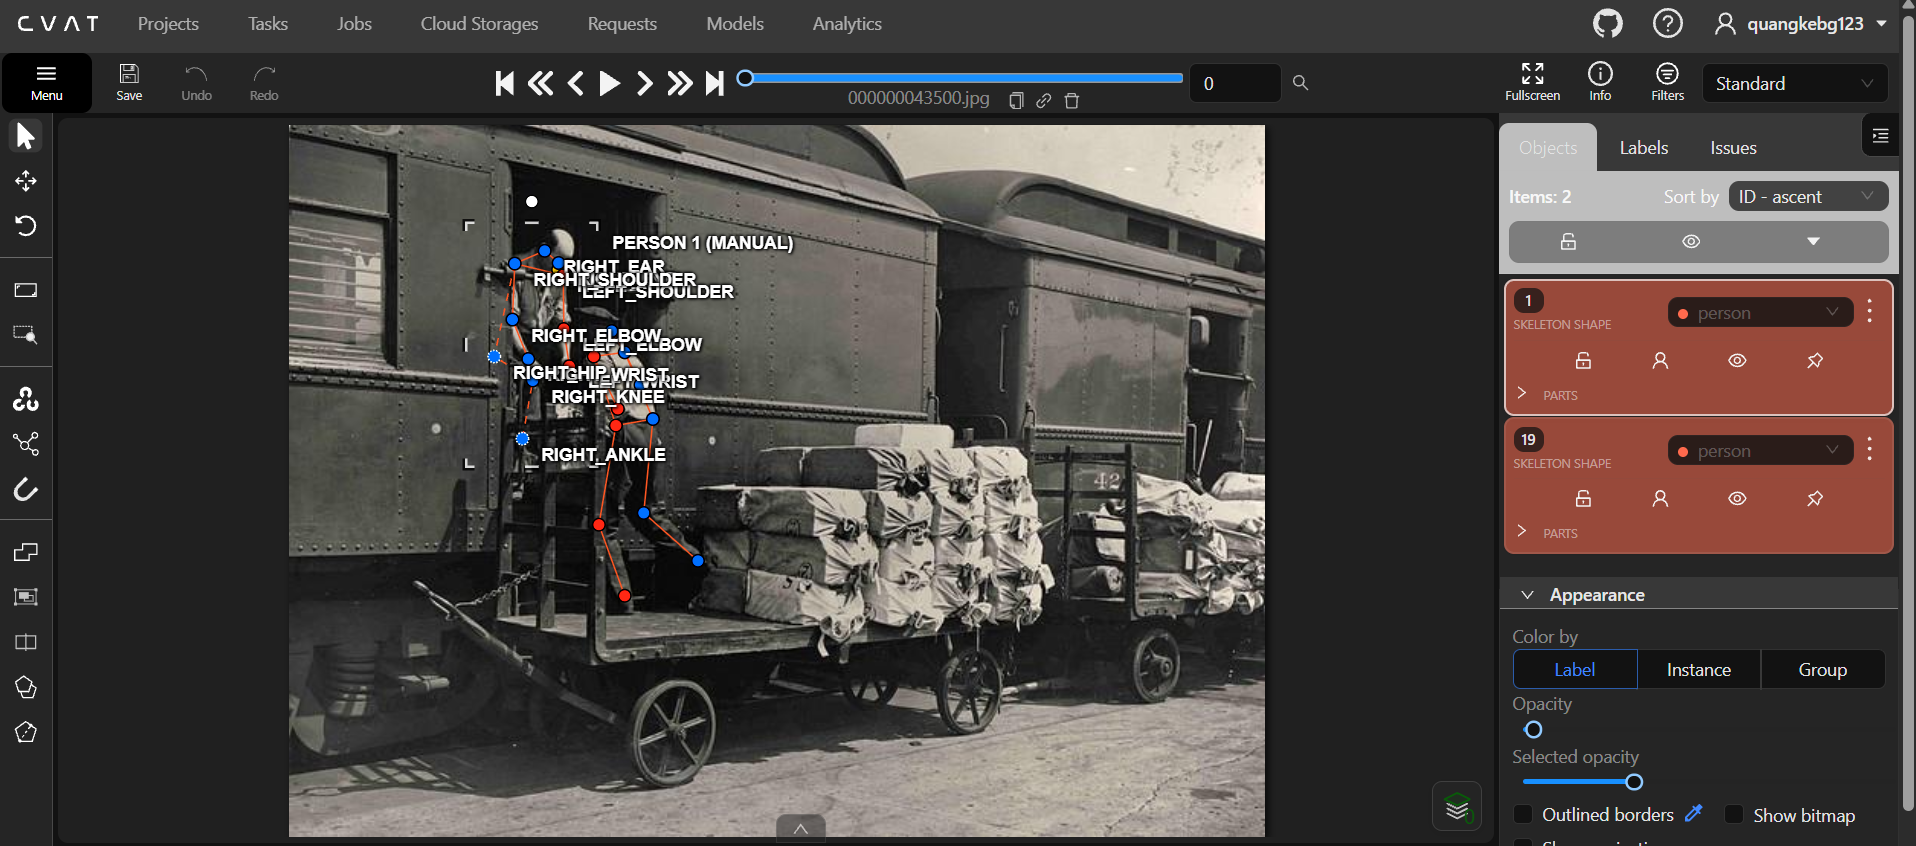 CVAT Projects Tasks Jobs Cloud Storages Requests Models Analytics quangkebg123
Menu Save Undo Redo 0 Fullscreen Info Filters Standard
000000043500.jpg
Objects Labels Issues
Items: 2 Sort by ID - ascent
PERSON 1 (MANUAL)
RIGHT_EAR
RIGHT_SHOULDER
LEFT_SHOULDER
RIGHT_ELBOW
LEFT_ELBOW
RIGHT_HIP
WRIST
LEFT_WRIST
RIGHT_KNEE
RIGHT_ANKLE
42
1 person
SKELETON SHAPE
PARTS
19 person
SKELETON SHAPE
PARTS
Appearance
Color by
Label Instance Group
Opacity
Selected opacity
Outlined borders Show bitmap
0